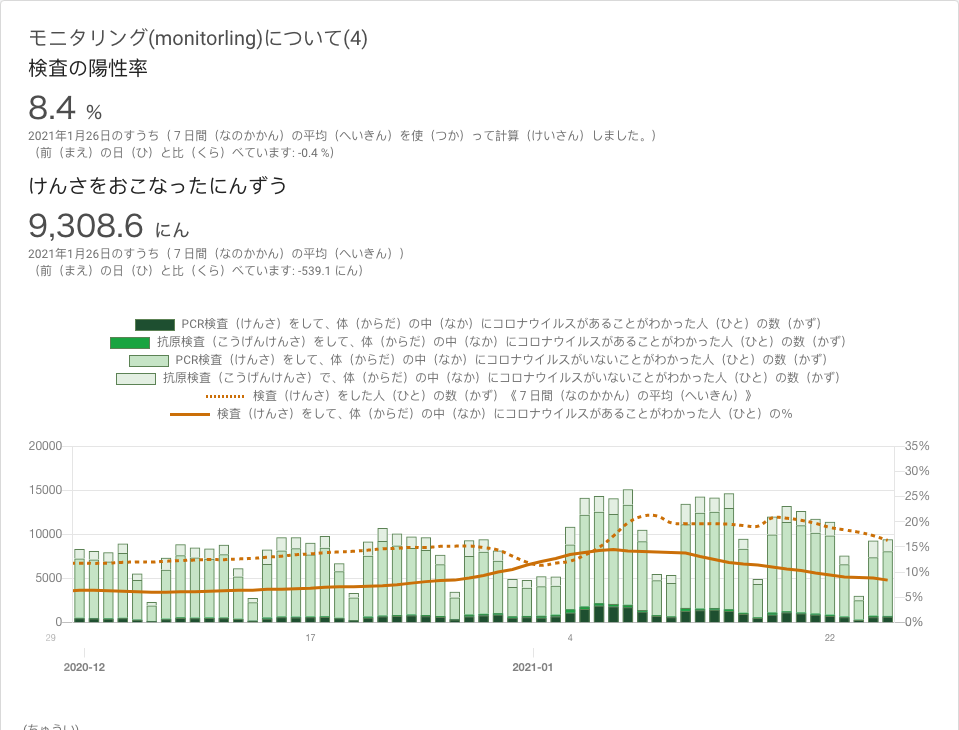 モニタリング(monitorling)について(4)
検査の陽性率
8.4 %
2021年1月26日のすうち（７日間（なのかかん）の平均（へいきん）を使（つか）って計算（けいさん）しました。）
（前（まえ）の日（ひ）と比（くら）べています: -0.4 %）
けんさをおこなったにんずう
9,308.6 にん
2021年1月26日のすうち（７日間（なのかかん）の平均（へいきん））
（前（まえ）の日（ひ）と比（くら）べています: -539.1 にん）
PCR検査（けんさ）をして、体（からだ）の中（なか）にコロナウイルスがあることがわかった人（ひと）の数（かず）
抗原検査（こうげんけんさ）をして、体（からだ）の中（なか）にコロナウイルスがあることがわかった人（ひと）の数（かず）
PCR検査（けんさ）をして、体（からだ）の中（なか）にコロナウイルスがいないことがわかった人（ひと）の数（かず）
抗原検査（こうげんけんさ）で、体（からだ）の中（なか）にコロナウイルスがいないことがわかった人（ひと）の数（かず）
検査（けんさ）をした人（ひと）の数（かず）《７日間（なのかかん）の平均（へいきん）》
検査（けんさ）をして、体（からだ）の中（なか）にコロナウイルスがあることがわかった人（ひと）の％
20000 35%
30%
15000 25%
10000 20%
15%
5000 10%
5%
0 0%
29 17 4 22
2020-12 2021-01
(ちゅうい)